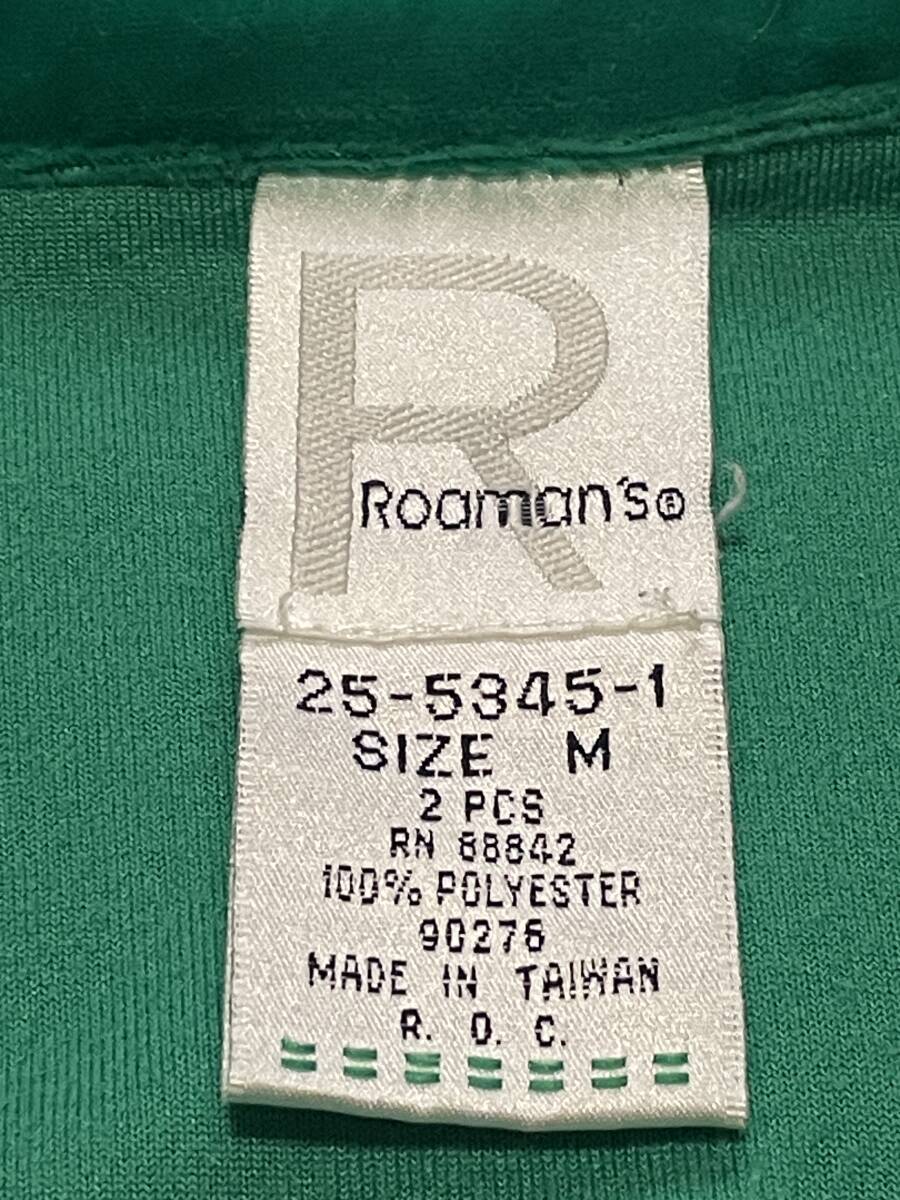 R
Roaman's®
25-5345-1
SIZE M
2 PCS
RN 88842
100% POLYESTER
90276
MADE IN TAIWAN
R. O. C.